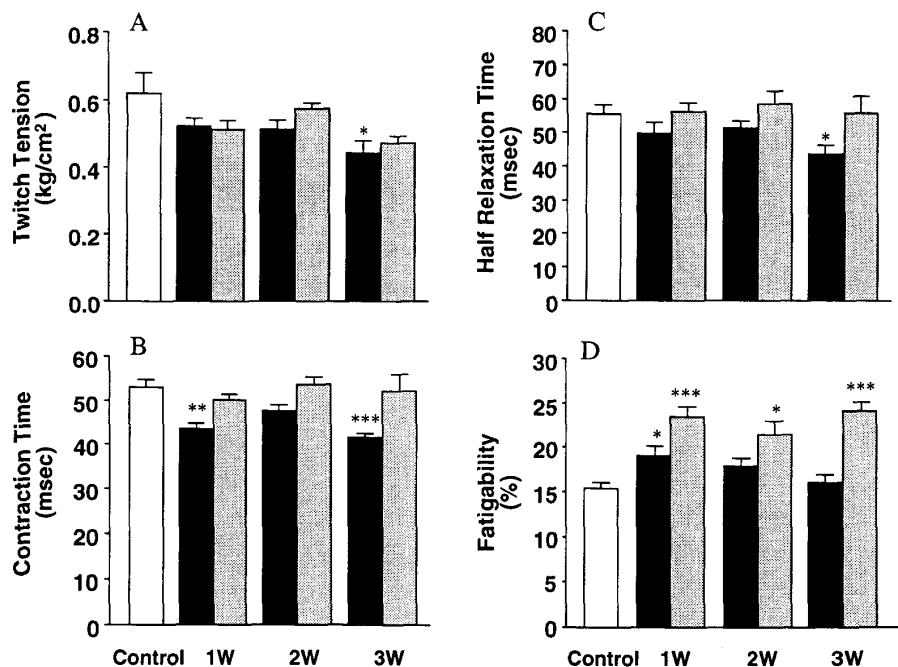 A
Twitch Tension
(kg/cm²)
0.8
0.6
0.4
0.2
0.0
*
B
Contraction Time
(msec)
60
50
40
30
20
10
0
**
***
Control 1W 2W 3W
C
Half Relaxation Time
(msec)
80
70
60
50
40
30
20
10
0
*
D
Fatigability
(%)
30
25
20
15
10
5
0
*
***
*
***
Control 1W 2W 3W